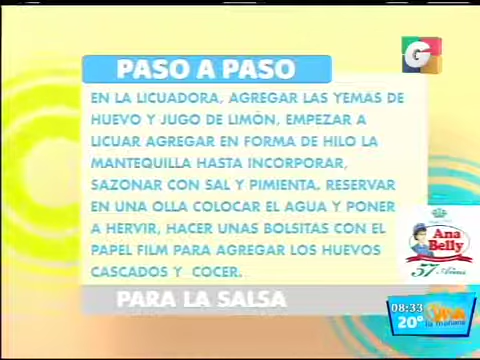 PASO A PASO
G
EN LA LICUADORA, AGREGAR LAS YEMAS DE
HUEVO Y JUGO DE LIMÓN, EMPEZAR A
LICUAR AGREGAR EN FORMA DE HILO LA
MANTEQUILLA HASTA INCORPORAR,
SAZONAR CON SAL Y PIMIENTA. RESERVAR
EN UNA OLLA COLOCAR EL AGUA Y PONER
A HERVIR, HACER UNAS BOLSITAS CON EL
PAPEL FILM PARA AGREGAR LOS HUEVOS
CASCADOS Y COCER.
PARA LA SALSA
Ana
Belly
57 Años
08:33
20°
Viva
la mañana